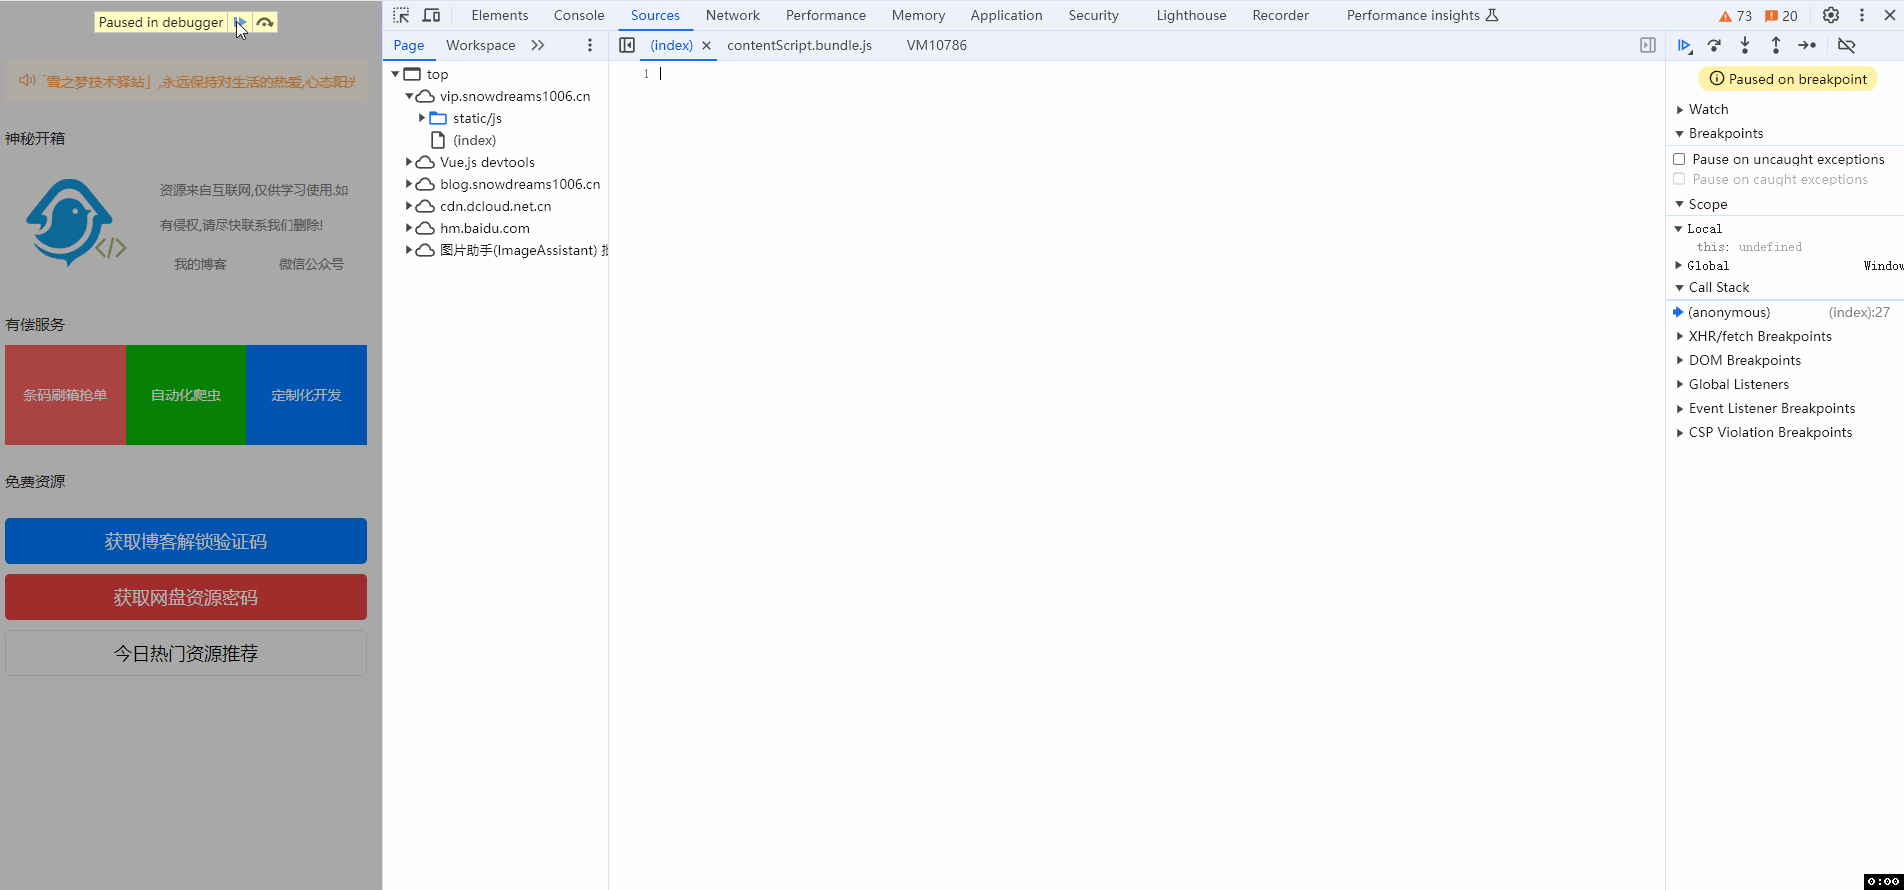 Paused in debugger
「雪之梦技术驿站」,永远保持对生活的热爱,心态阳光
神秘开箱
资源来自互联网,仅供学习使用.如
有侵权,请尽快联系我们删除!
我的博客
微信公众号
有偿服务
条码刷箱抢单
自动化爬虫
定制化开发
免费资源
获取博客解锁验证码
获取网盘资源密码
今日热门资源推荐
Elements
Console
Sources
Network
Performance
Memory
Application
Security
Lighthouse
Recorder
Performance insights
73
20
Page
Workspace
(index)
contentScript.bundle.js
VM10786
top
vip.snowdreams1006.cn
static/js
(index)
Vue.js devtools
blog.snowdreams1006.cn
cdn.dcloud.net.cn
hm.baidu.com
图片助手(ImageAssistant)
1
Paused on breakpoint
Watch
Breakpoints
Pause on uncaught exceptions
Pause on caught exceptions
Scope
Local
this: undefined
Global Window
Call Stack
(anonymous) (index):27
XHR/fetch Breakpoints
DOM Breakpoints
Global Listeners
Event Listener Breakpoints
CSP Violation Breakpoints
0:00